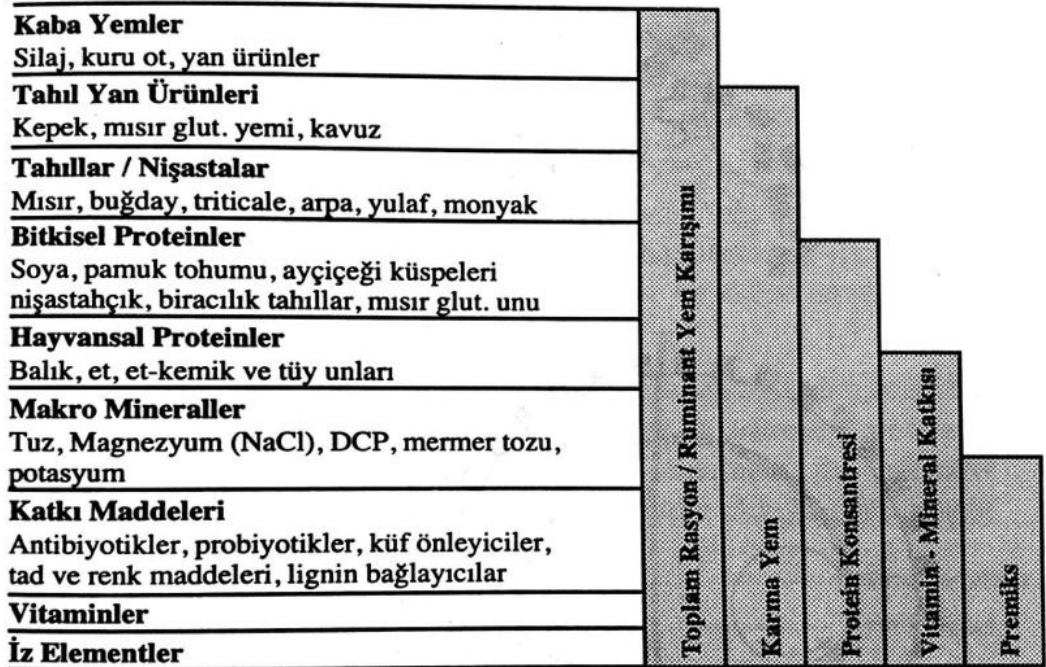 Kaba Yemler
Silaj, kuru ot, yan ürünler
Tahıl Yan Ürünleri
Kepek, mısır glut. yemi, kavuz
Tahıllar / Nişastalar
Mısır, buğday, triticale, arpa, yulaf, monyak
Bitkisel Proteinler
Soya, pamuk tohumu, ayçiçeği küspeleri
nişastahçık, biracılık tahıllar, mısır glut. unu
Hayvansal Proteinler
Balık, et, et-kemik ve tüy unları
Makro Mineraller
Tuz, Magnezyum (NaCl), DCP, mermer tozu,
potasyum
Katkı Maddeleri
Antibiyotikler, probiyotikler, küf önleyiciler,
tad ve renk maddeleri, lignin bağlayıcılar
Vitaminler
İz Elementler
Toplam Rasyon / Ruminant Yem Karışımı
Karma Yem
Protein Konsantresi
Vitamin - Mineral Katkısı
Premiks